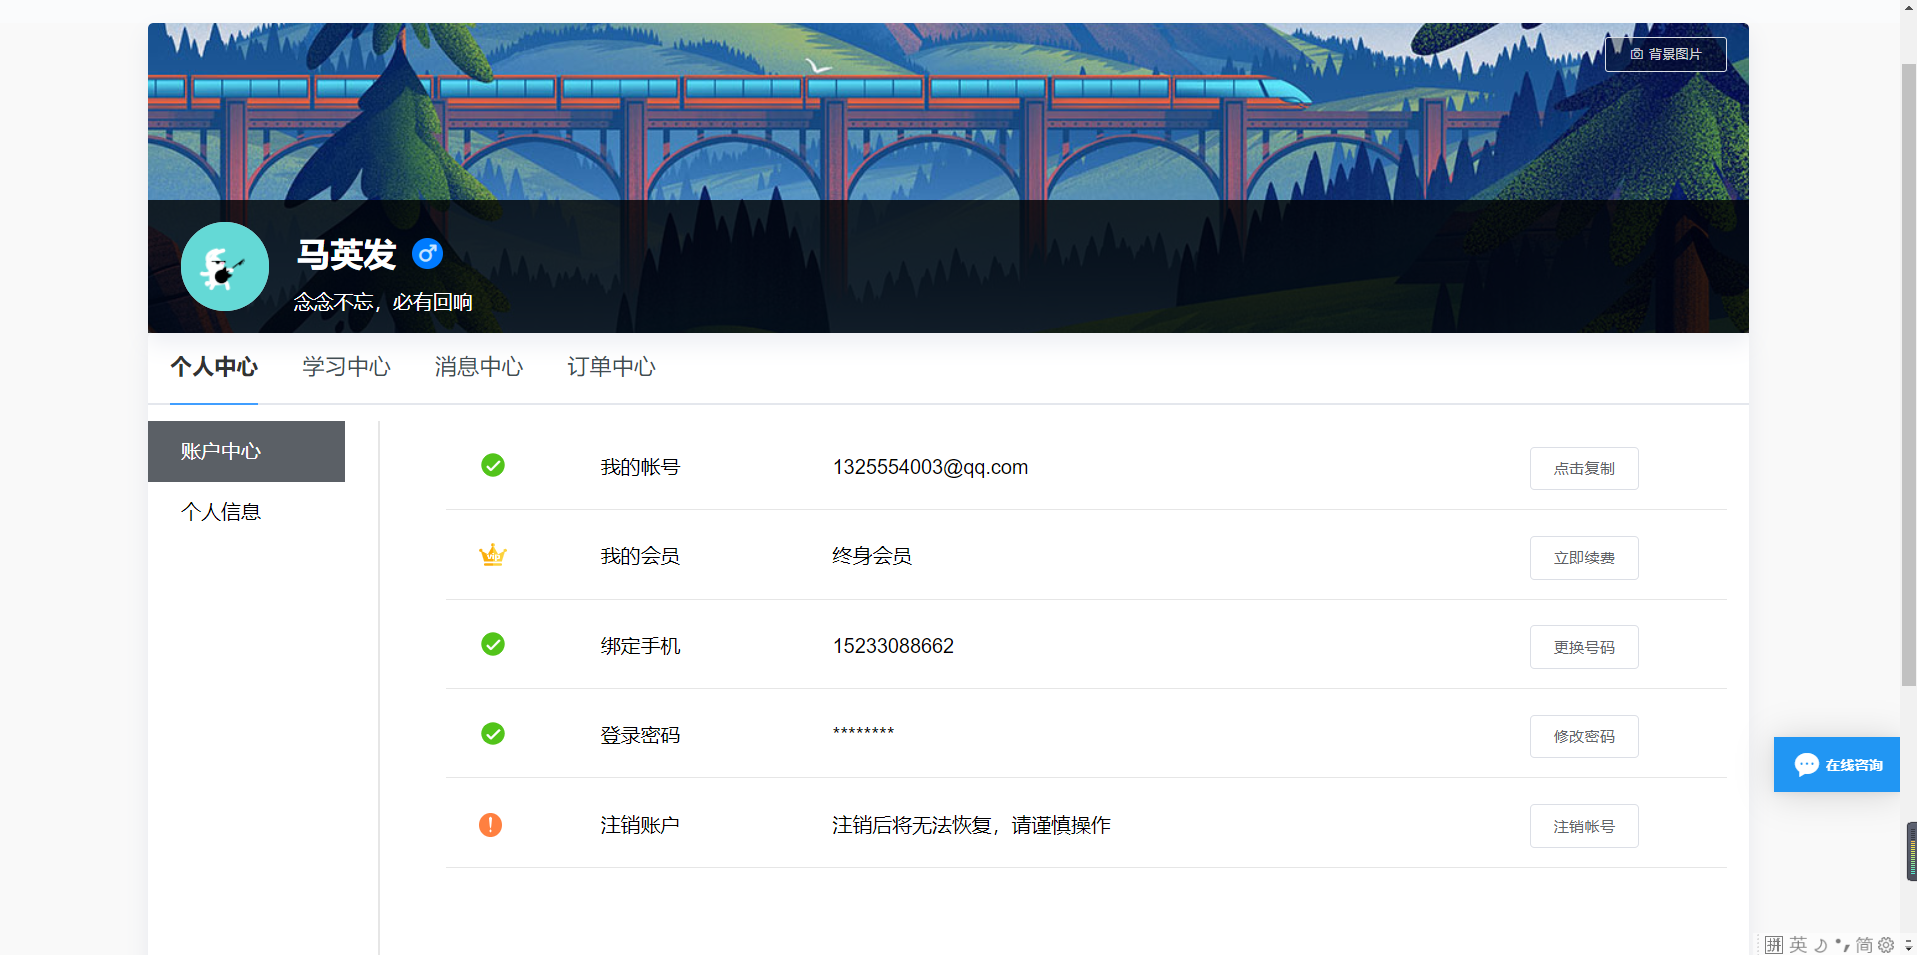 背景图片
马英发
念念不忘，必有回响
个人中心 学习中心 消息中心 订单中心
账户中心
个人信息
我的帐号 1325554003@qq.com 点击复制
我的会员 终身会员 立即续费
绑定手机 15233088662 更换号码
登录密码 ******** 修改密码
注销账户 注销后将无法恢复，请谨慎操作 注销帐号
在线咨询
拼 英 简